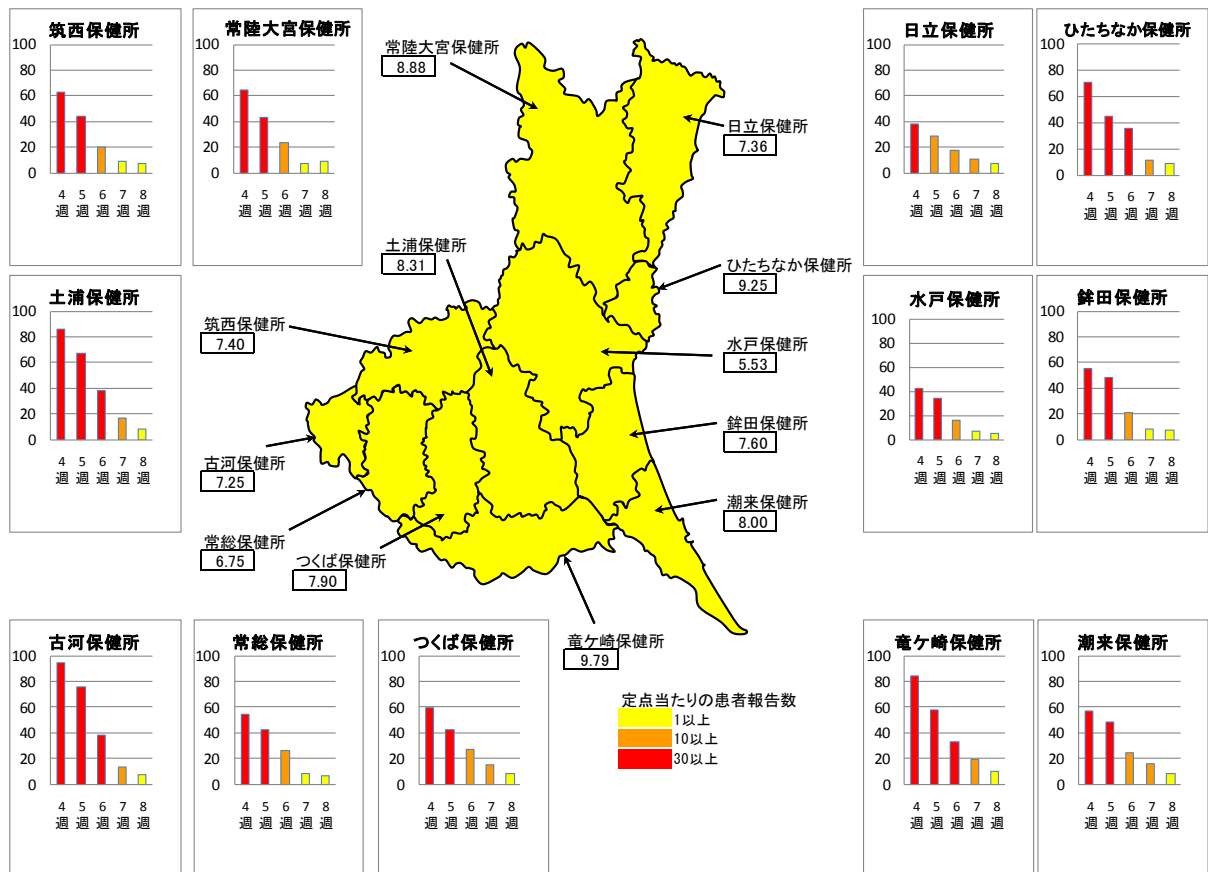 筑西保健所
100
80
60
40
20
0
4週
5週
6週
7週
8週
常陸大宮保健所
100
80
60
40
20
0
4週
5週
6週
7週
8週
常陸大宮保健所
8.88
日立保健所
7.36
日立保健所
100
80
60
40
20
0
4週
5週
6週
7週
8週
ひたちなか保健所
100
80
60
40
20
0
4週
5週
6週
7週
8週
土浦保健所
8.31
ひたちなか保健所
9.25
土浦保健所
100
80
60
40
20
0
4週
5週
6週
7週
8週
筑西保健所
7.40
水戸保健所
5.53
水戸保健所
100
80
60
40
20
0
4週
5週
6週
7週
8週
鉾田保健所
100
80
60
40
20
0
4週
5週
6週
7週
8週
鉾田保健所
7.60
古河保健所
7.25
潮来保健所
8.00
常総保健所
6.75
つくば保健所
7.90
竜ケ崎保健所
9.79
古河保健所
100
80
60
40
20
0
4週
5週
6週
7週
8週
常総保健所
100
80
60
40
20
0
4週
5週
6週
7週
8週
つくば保健所
100
80
60
40
20
0
4週
5週
6週
7週
8週
定点当たりの患者報告数
1以上
10以上
30以上
竜ケ崎保健所
100
80
60
40
20
0
4週
5週
6週
7週
8週
潮来保健所
100
80
60
40
20
0
4週
5週
6週
7週
8週